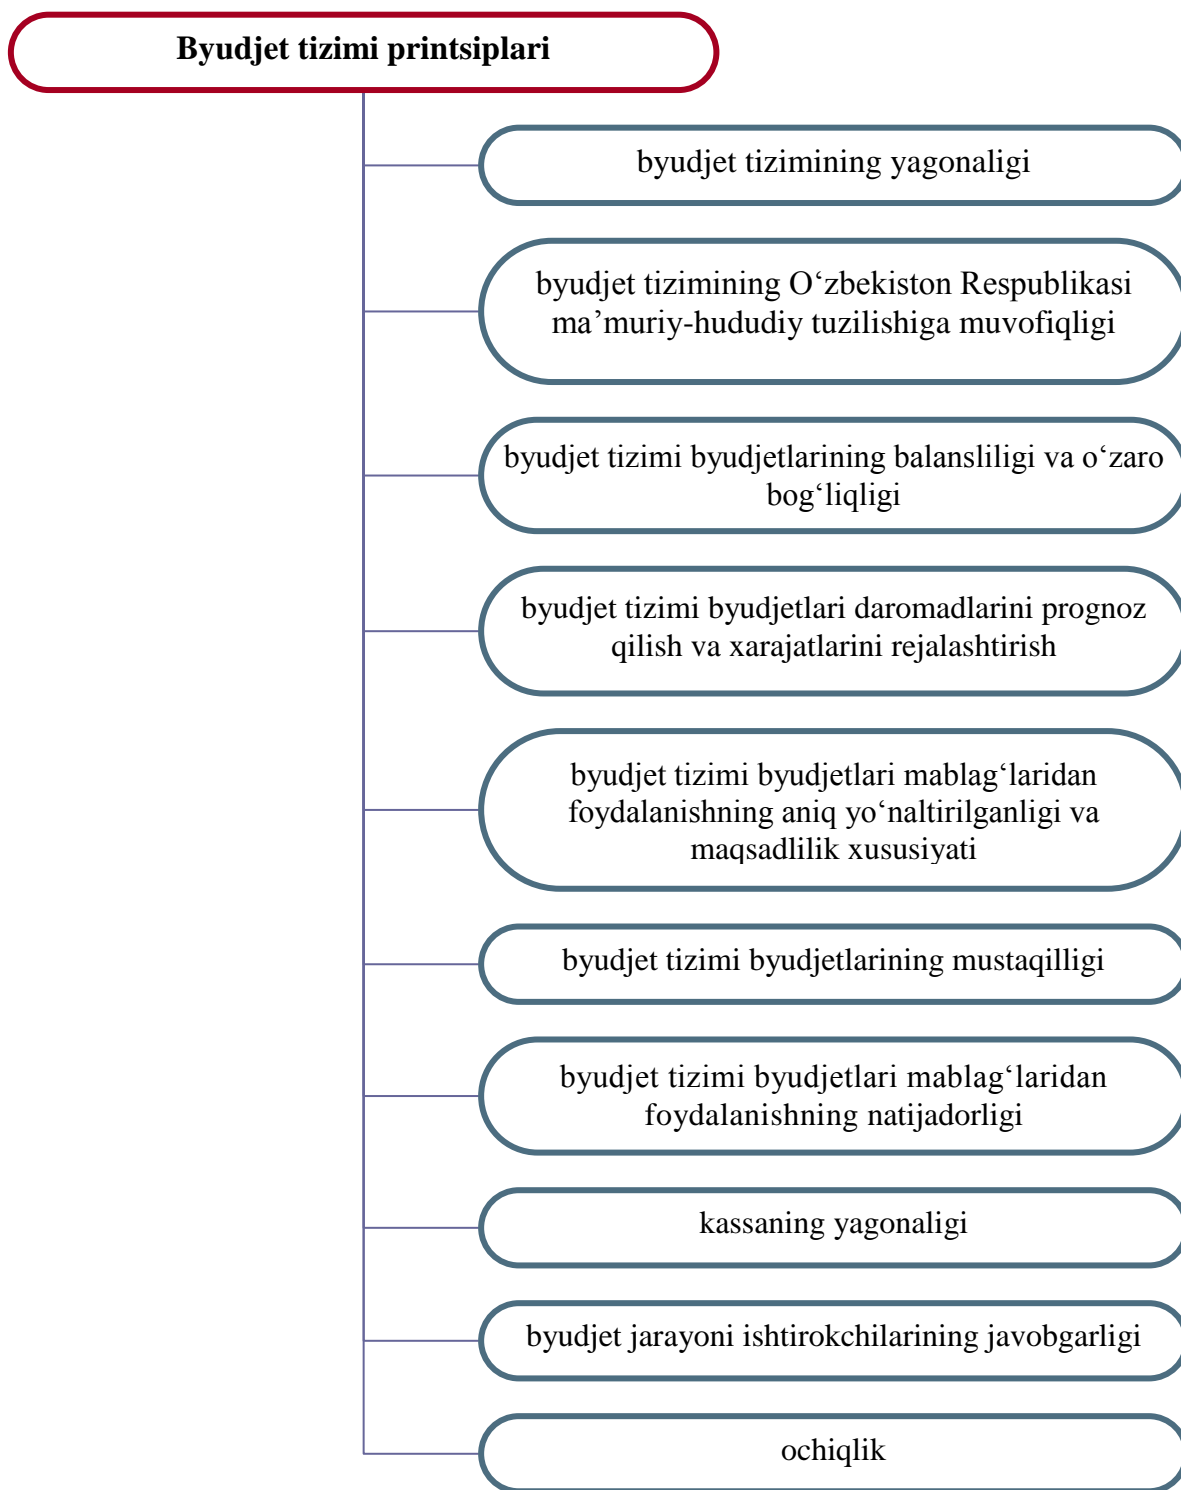 Byudjet tizimi printsiplari
byudjet tizimining yagonaligi
byudjet tizimining O‘zbekiston Respublikasi
ma’muriy-hududiy tuzilishiga muvofiqligi
byudjet tizimi byudjetlarining balansliligi va o‘zaro
bog‘liqligi
byudjet tizimi byudjetlari daromadlarini prognoz
qilish va xarajatlarini rejalashtirish
byudjet tizimi byudjetlari mablag‘laridan
foydalanishning aniq yo‘naltirilganligi va
maqsadlilik xususiyati
byudjet tizimi byudjetlarining mustaqilligi
byudjet tizimi byudjetlari mablag‘laridan
foydalanishning natijadorligi
kassaning yagonaligi
byudjet jarayoni ishtirokchilarining javobgarligi
ochiqlik